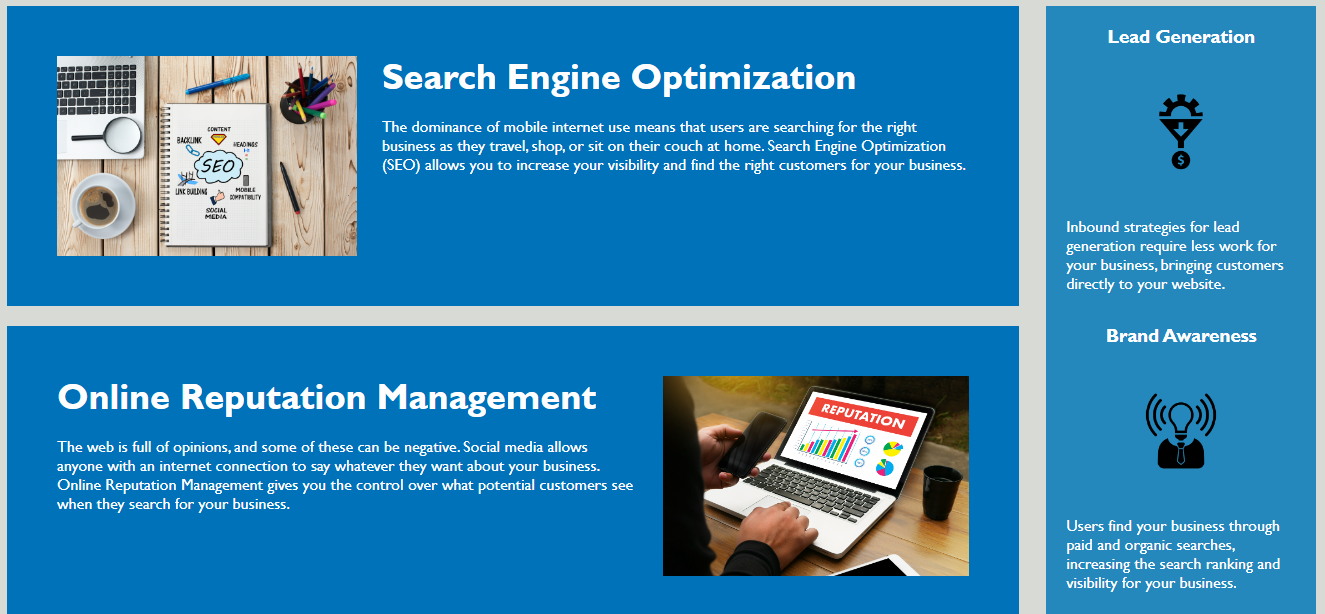 Search Engine Optimization
The dominance of mobile internet use means that users are searching for the right
business as they travel, shop, or sit on their couch at home. Search Engine Optimization
(SEO) allows you to increase your visibility and find the right customers for your business.
CONTENT
BACKLINK
HEADINGS
SEO
LINK BUILDING
MOBILE
COMPATIBILITY
SOCIAL
MEDIA
Online Reputation Management
The web is full of opinions, and some of these can be negative. Social media allows
anyone with an internet connection to say whatever they want about your business.
Online Reputation Management gives you the control over what potential customers see
when they search for your business.
REPUTATION
Lead Generation
$
Inbound strategies for lead
generation require less work for
your business, bringing customers
directly to your website.
Brand Awareness
Users find your business through
paid and organic searches,
increasing the search ranking and
visibility for your business.